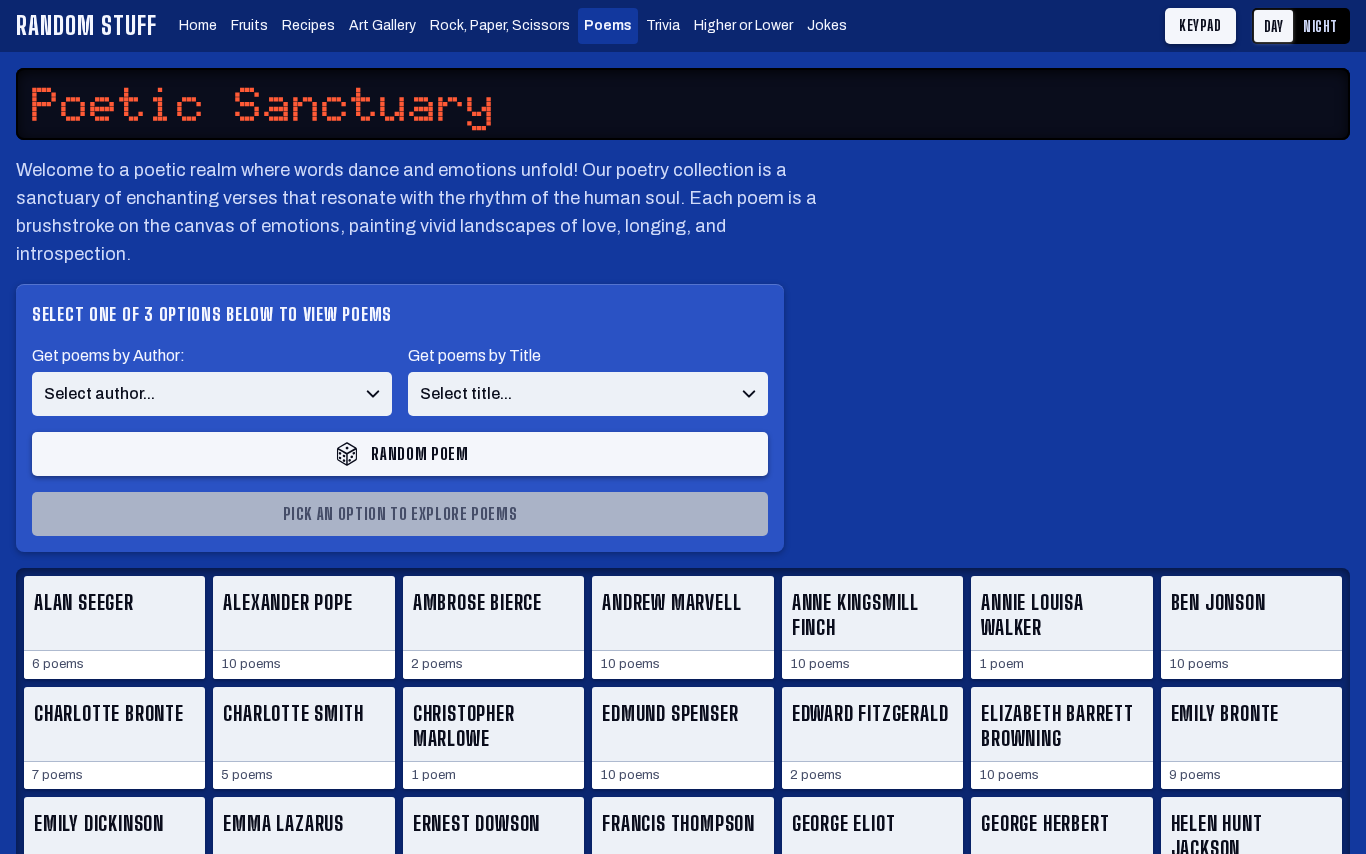 RANDOM STUFF Home Fruits Recipes Art Gallery Rock, Paper, Scissors Poems Trivia Higher or Lower Jokes KEYPAD DAY NIGHT
Poetic Sanctuary
Welcome to a poetic realm where words dance and emotions unfold! Our poetry collection is a
sanctuary of enchanting verses that resonate with the rhythm of the human soul. Each poem is a
brushstroke on the canvas of emotions, painting vivid landscapes of love, longing, and
introspection.
SELECT ONE OF 3 OPTIONS BELOW TO VIEW POEMS
Get poems by Author: Get poems by Title
Select author... Select title...
RANDOM POEM
PICK AN OPTION TO EXPLORE POEMS
ALAN SEEGER
6 poems
ALEXANDER POPE
10 poems
AMBROSE BIERCE
2 poems
ANDREW MARVELL
10 poems
ANNE KINGSMILL
FINCH
10 poems
ANNIE LOUISA
WALKER
1 poem
BEN JONSON
10 poems
CHARLOTTE BRONTE
7 poems
CHARLOTTE SMITH
5 poems
CHRISTOPHER
MARLOWE
1 poem
EDMUND SPENSER
10 poems
EDWARD FITZGERALD
2 poems
ELIZABETH BARRETT
BROWNING
10 poems
EMILY BRONTE
9 poems
EMILY DICKINSON
EMMA LAZARUS
ERNEST DOWSON
FRANCIS THOMPSON
GEORGE ELIOT
GEORGE HERBERT
HELEN HUNT
JACKSON